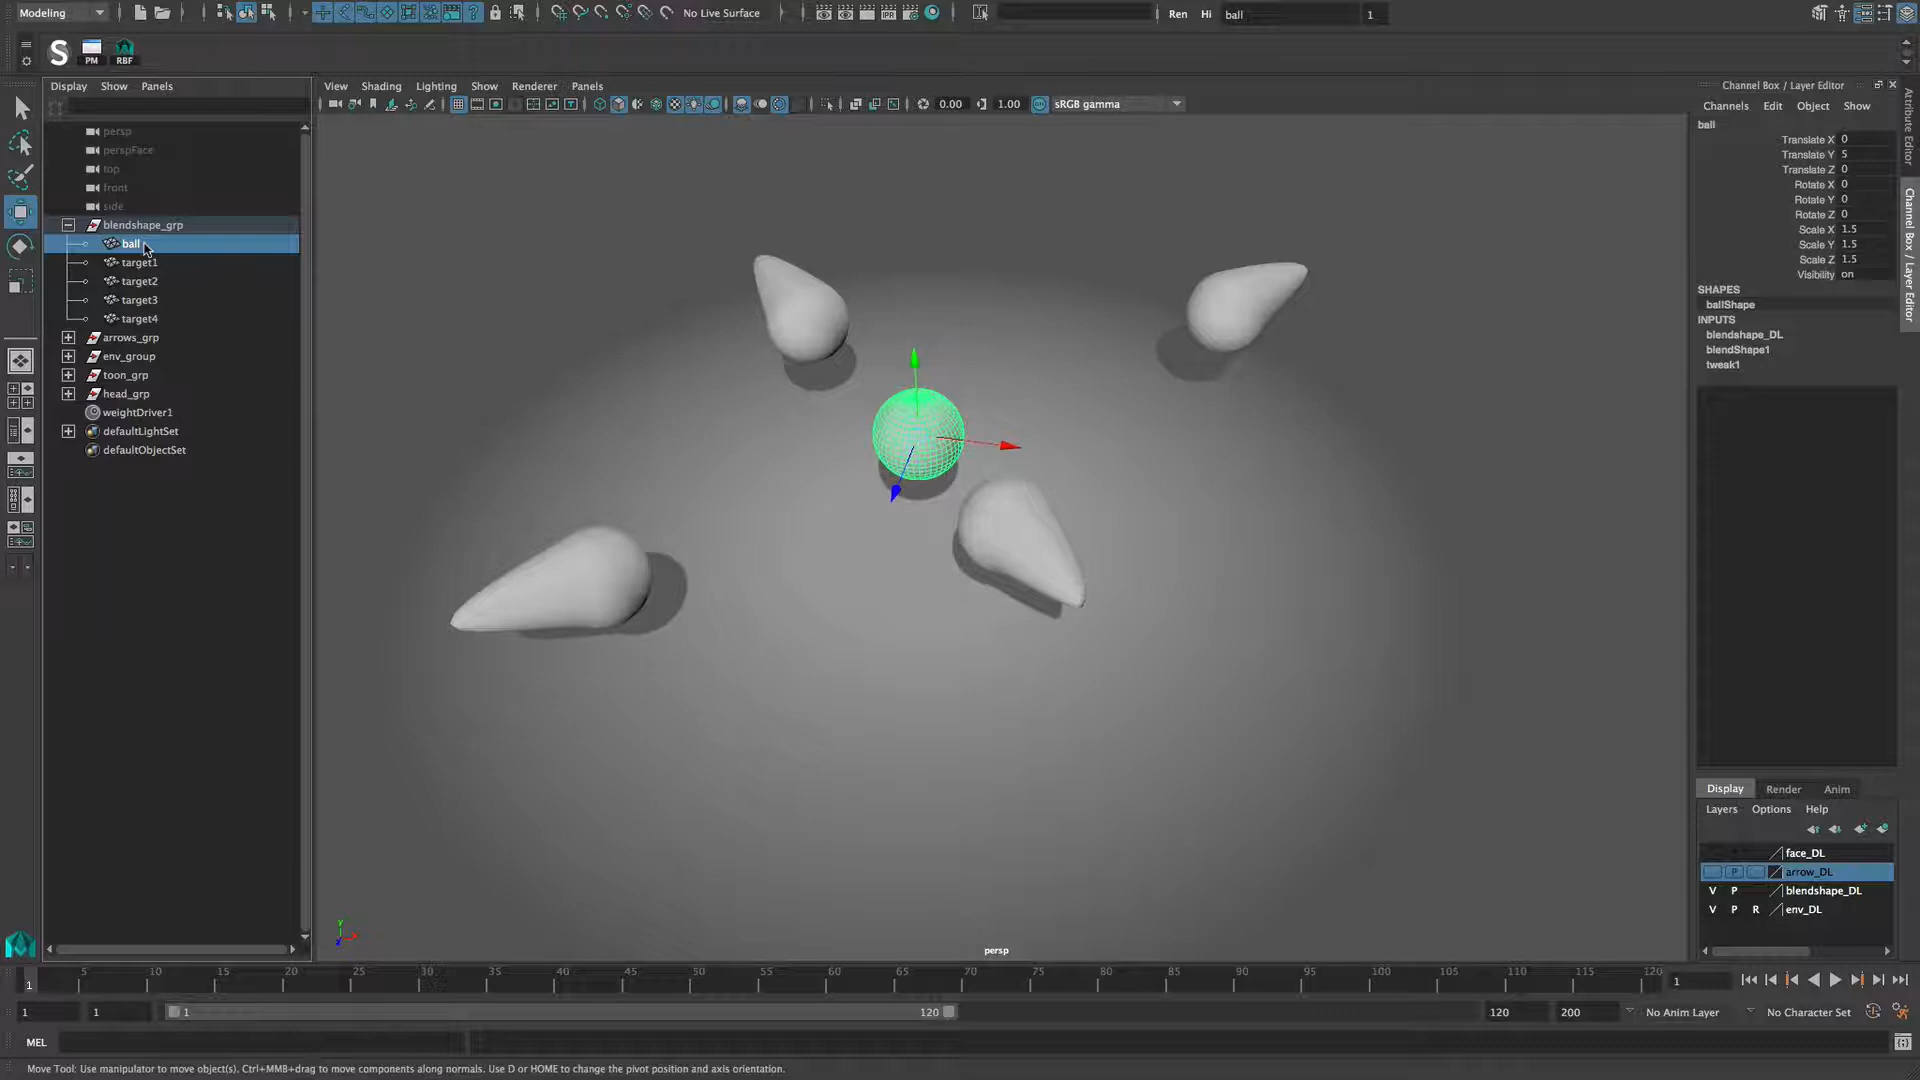 Modeling No Live Surface IPR Ren Hi ball 1
S PM RBF
Display Show Panels
View Shading Lighting Show Renderer Panels
0.00 1.00 sRGB gamma
persp
perspFace
top
front
side
blendshape_grp
ball
target1
target2
target3
target4
arrows_grp
env_group
toon_grp
head_grp
weightDriver1
defaultLightSet
defaultObjectSet
y
persp
Channel Box / Layer Editor
Channels Edit Object Show
ball
Translate X 0
Translate Y 5
Translate Z 0
Rotate X 0
Rotate Y 0
Rotate Z 0
Scale X 1.5
Scale Y 1.5
Scale Z 1.5
Visibility on
SHAPES
ballShape
INPUTS
blendshape_DL
blendShape1
tweak1
Attribute Editor
Channel Box / Layer Editor
Display Render Anim
Layers Options Help
face_DL
P arrow_DL
V P blendshape_DL
V P R env_DL
5 10 15 20 25 30 35 40 45 50 55 60 65 70 75 80 85 90 95 100 105 110 115 120
1 1
1 1 1 120 120 200 No Anim Layer No Character Set
MEL
Move Tool: Use manipulator to move object(s). Ctrl+MMB+drag to move components along normals. Use D or HOME to change the pivot position and axis orientation.